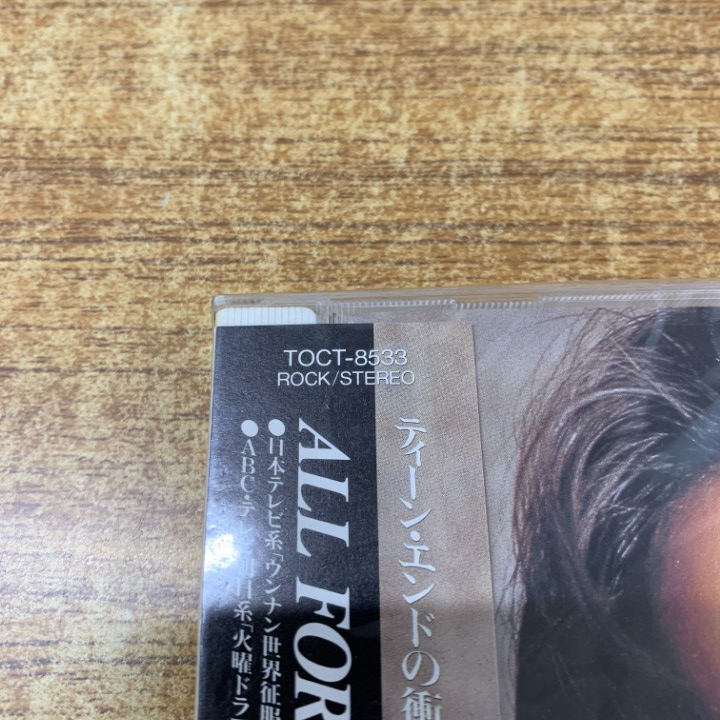 TOCT-8533
ROCK/STEREO
ティーン・エンドの衝
ALL FOR
●日本テレビ系「ウンナン世界征服
●ABC・テ 日系「火曜ドラ